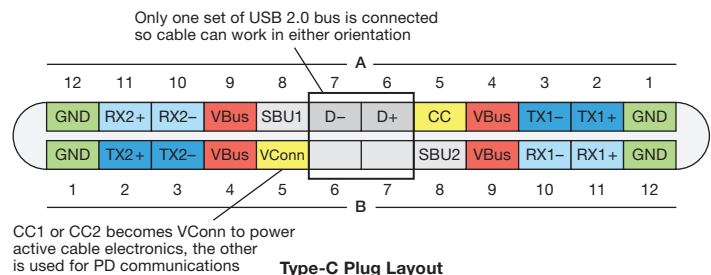 Only one set of USB 2.0 bus is connected
so cable can work in either orientation
A
12 11 10 9 8 7 6 5 4 3 2 1
GND RX2+ RX2– VBus SBU1 D– D+ CC VBus TX1– TX1+ GND
GND TX2+ TX2– VBus VConn SBU2 VBus RX1– RX1+ GND
1 2 3 4 5 6 7 8 9 10 11 12
B
CC1 or CC2 becomes VConn to power
active cable electronics, the other
is used for PD communications
Type-C Plug Layout